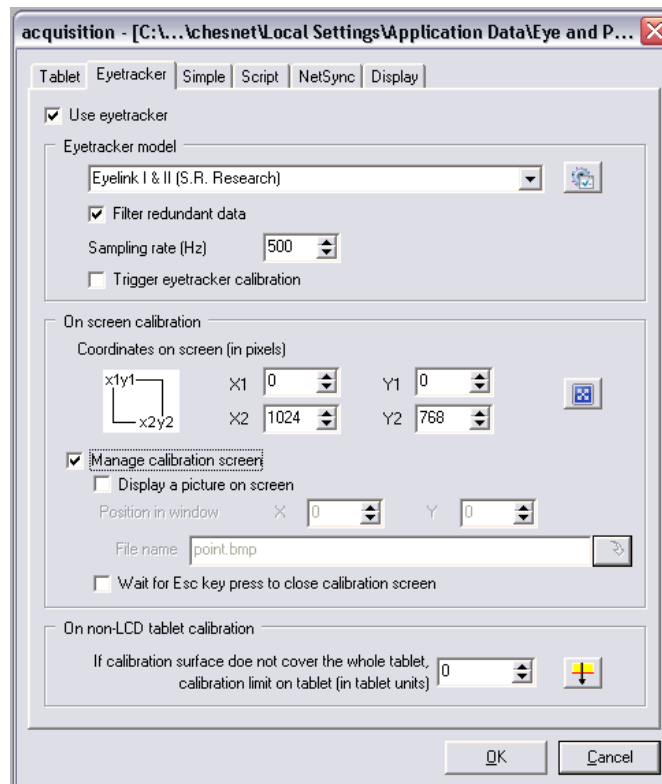 acquisition - [C:\...\chesnet\Local Settings\Application Data\Eye and P...
Tablet Eyetracker Simple Script NetSync Display
Use eyetracker
Eyetracker model
Eyelink I & II (S.R. Research)
Filter redundant data
Sampling rate (Hz) 500
Trigger eyetracker calibration
On screen calibration
Coordinates on screen (in pixels)
x1y1 X1 0 Y1 0
x2y2 X2 1024 Y2 768
Manage calibration screen
Display a picture on screen
Position in window X 0 Y 0
File name point.bmp
Wait for Esc key press to close calibration screen
On non-LCD tablet calibration
If calibration surface doe not cover the whole tablet,
calibration limit on tablet (in tablet units) 0
OK Cancel